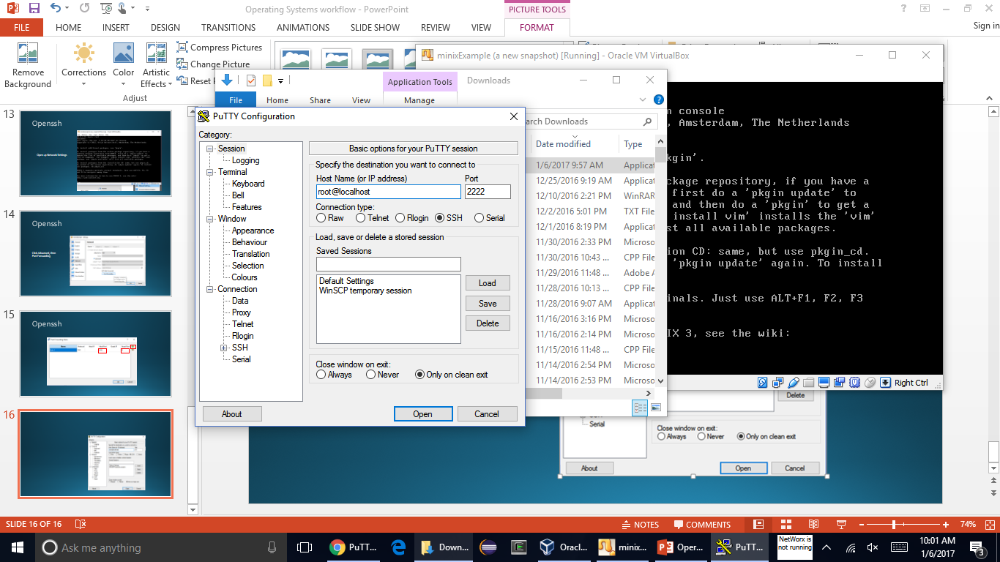 Operating Systems workflow - PowerPoint
PICTURE TOOLS
?
FILE
HOME
INSERT
DESIGN
TRANSITIONS
ANIMATIONS
SLIDE SHOW
REVIEW
VIEW
FORMAT
Sign in
Remove
Background
Corrections
Color
Artistic
Effects
Compress Pictures
Change Picture
Reset
Adjust
minixExample (a new snapshot) [Running] - Oracle VM VirtualBox
Application Tools
Downloads
File
Home
Share
View
Manage
?
arch Downloads
Date modified
Type
1/6/2017 9:57 AM Applicat
12/25/2016 9:19 AM Applicat
12/10/2016 2:21 PM WinRAR
12/2/2016 5:01 PM TXT File
12/1/2016 8:19 PM Applicat
11/30/2016 2:33 PM Microso
11/30/2016 10:43 ... CPP File
11/29/2016 11:48 ... Adobe A
11/28/2016 10:13 ... CPP File
11/28/2016 9:07 AM Applicat
11/16/2016 3:16 PM Microso
11/16/2016 2:14 PM Microso
11/15/2016 11:48 ... CPP File
11/14/2016 2:54 PM Microso
11/14/2016 2:53 PM Microso
n console
, Amsterdam, The Netherlands
kgin'.
ckage repository, if you have a
first do a 'pkgin update' to
and then do a 'pkgin' to get a
install vim' installs the 'vim'
st all available packages.
ion CD: same, but use pkgin_cd.
'pkgin update' again. To install
inals. Just use ALT+F1, F2, F3
IX 3, see the wiki:
Right Ctrl
PuTTY Configuration
Category:
Session
Logging
Terminal
Keyboard
Bell
Features
Window
Appearance
Behaviour
Translation
Selection
Colours
Connection
Data
Proxy
Telnet
Rlogin
SSH
Serial
Basic options for your PuTTY session
Specify the destination you want to connect to
Host Name (or IP address)
Port
root@localhost
2222
Connection type:
Raw
Telnet
Rlogin
SSH
Serial
Load, save or delete a stored session
Saved Sessions
Default Settings
WinSCP temporary session
Load
Save
Delete
Close window on exit:
Always
Never
Only on clean exit
About
Open
Cancel
13
Openssh
Open up Network Settings
14
Openssh
Click Advanced, then
Port Forwarding
15
Openssh
16
Delete
Serial
Close window on exit:
Always
Never
Only on clean exit
About
Open
Cancel
SLIDE 16 OF 16
NOTES
COMMENTS
74%
Ask me anything
PuTT...
Down...
Oracl...
minix...
Oper...
PuTT...
NetWorx is
not running
10:01 AM
1/6/2017
3